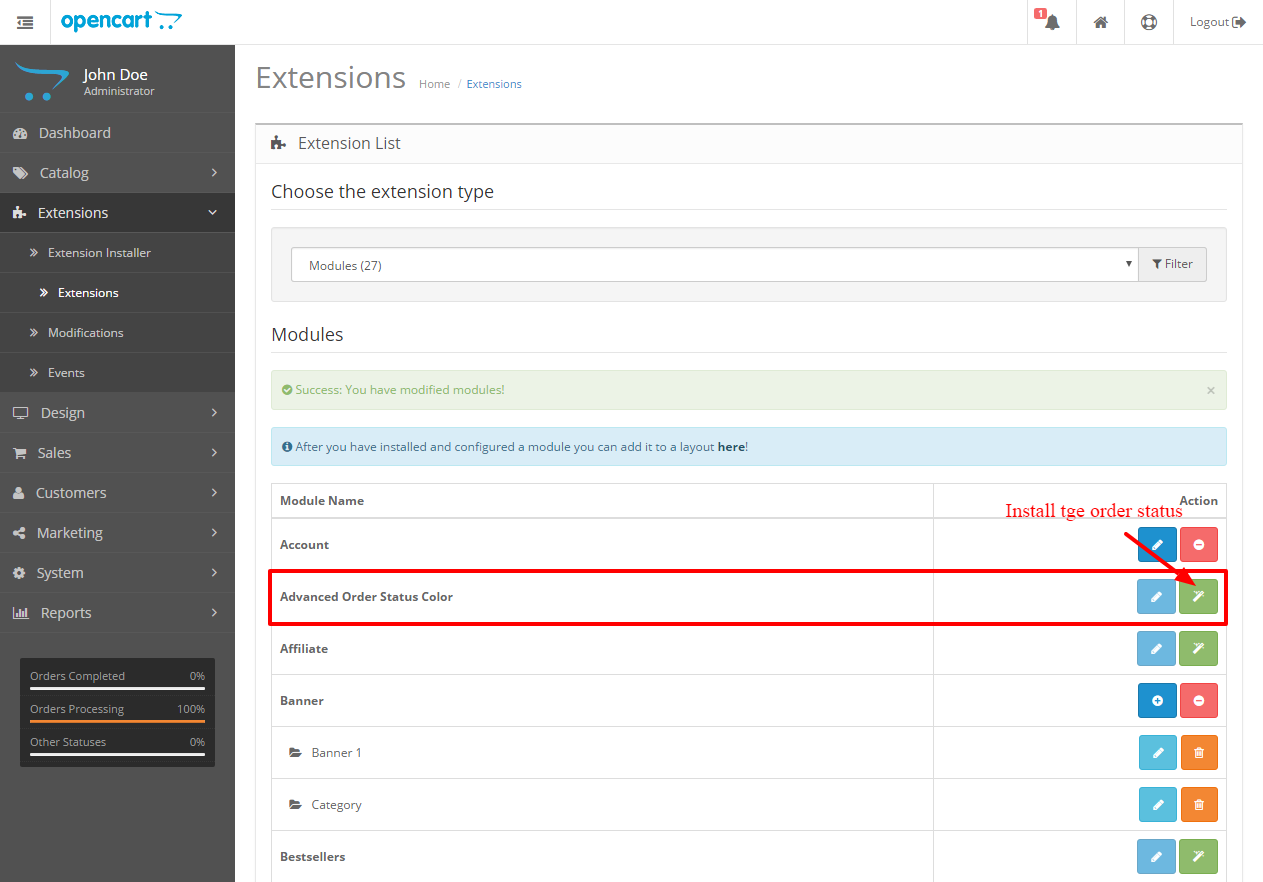 opencart
1
Logout
John Doe
Administrator
Dashboard
Catalog
Extensions
Extension Installer
Extensions
Modifications
Events
Design
Sales
Customers
Marketing
System
Reports
Orders Completed 0%
Orders Processing 100%
Other Statuses 0%
Extensions Home / Extensions
Extension List
Choose the extension type
Modules (27) Filter
Modules
Success: You have modified modules! ×
After you have installed and configured a module you can add it to a layout here!
Module Name Action
Install tge order status
Account
Advanced Order Status Color
Affiliate
Banner
Banner 1
Category
Bestsellers